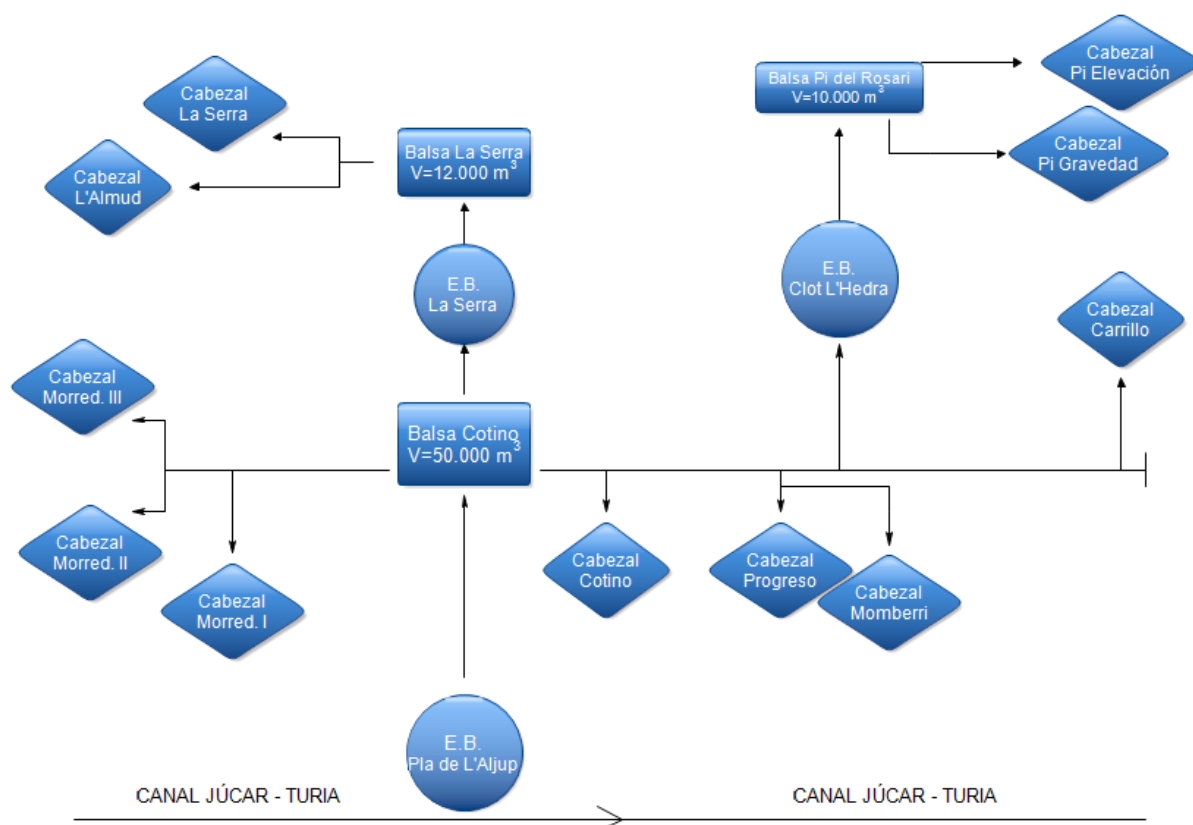 Cabezal
Pi Elevación
Balsa Pi del Rosari
V=10.000 m³
Cabezal
La Serra
Balsa La Serra
V=12.000 m³
Cabezal
Pi Gravedad
Cabezal
L'Almud
E.B.
La Serra
E.B.
Clot L'Hedra
Cabezal
Carrillo
Cabezal
Morred. III
Balsa Cotino
V=50.000 m³
Cabezal
Morred. II
Cabezal
Morred. I
Cabezal
Cotino
Cabezal
Progreso
Cabezal
Momberri
E.B.
Pla de L'Aljup
CANAL JÚCAR - TURIA
CANAL JÚCAR - TURIA